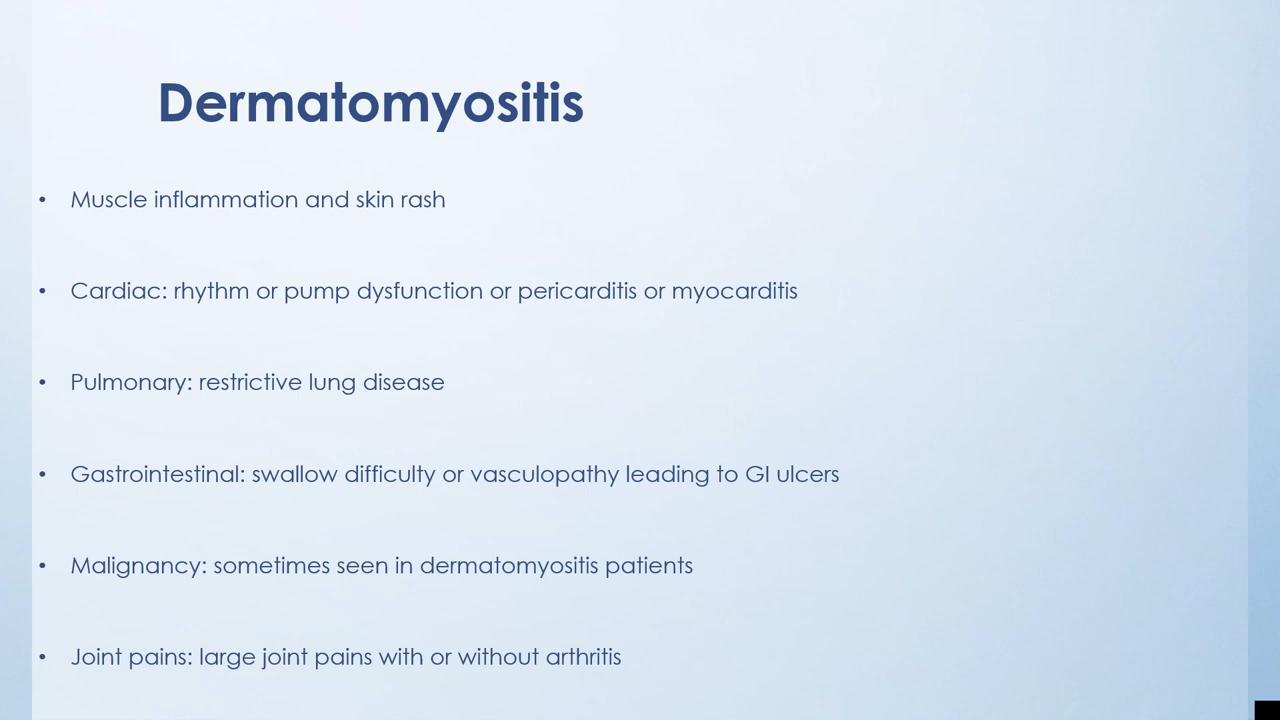 Dermatomyositis
• Muscle inflammation and skin rash
• Cardiac: rhythm or pump dysfunction or pericarditis or myocarditis
• Pulmonary: restrictive lung disease
• Gastrointestinal: swallow difficulty or vasculopathy leading to GI ulcers
• Malignancy: sometimes seen in dermatomyositis patients
• Joint pains: large joint pains with or without arthritis